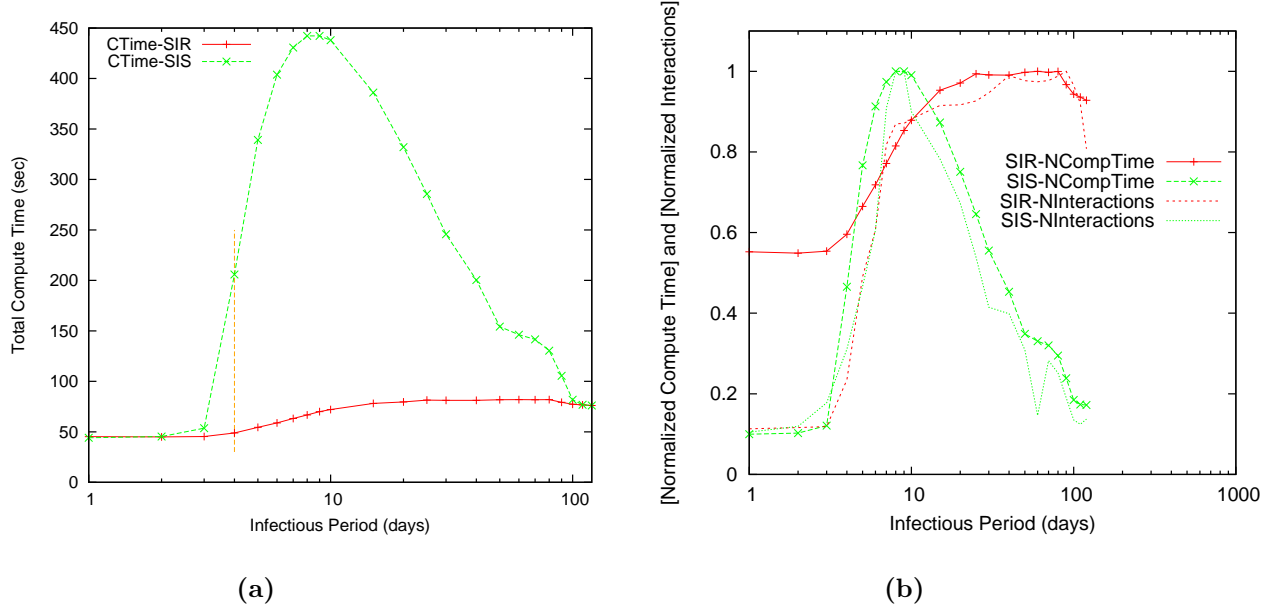 450
400
350
300
250
200
150
100
50
0
1
10
100
Total Compute Time (sec)
Infectious Period (days)
CTime-SIR
CTime-SIS
(a)
1
0.8
0.6
0.4
0.2
0
1
10
100
1000
[Normalized Compute Time] and [Normalized Interactions]
Infectious Period (days)
SIR-NCompTime
SIS-NCompTime
SIR-NInteractions
SIS-NInteractions
(b)